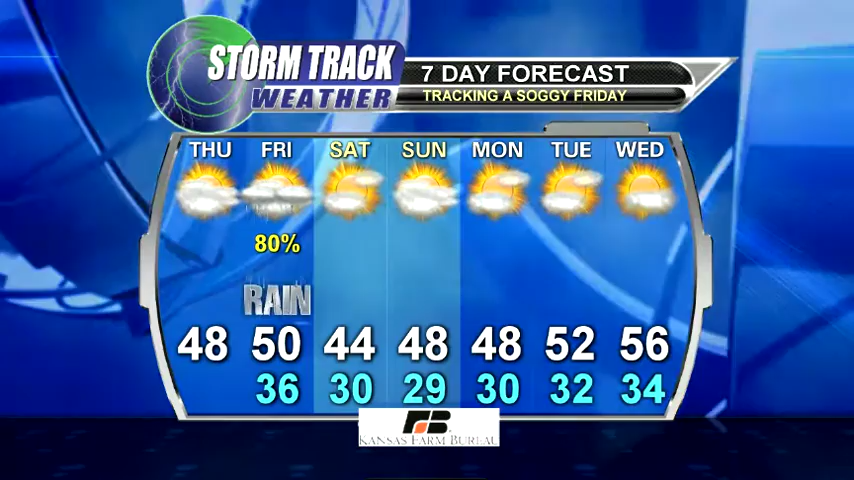 STORM TRACK
WEATHER
7 DAY FORECAST
TRACKING A SOGGY FRIDAY
THU FRI SAT SUN MON TUE WED
80%
RAIN
48 50 44 48 48 52 56
36 30 29 30 32 34
FB
KANSAS FARM BUREAU